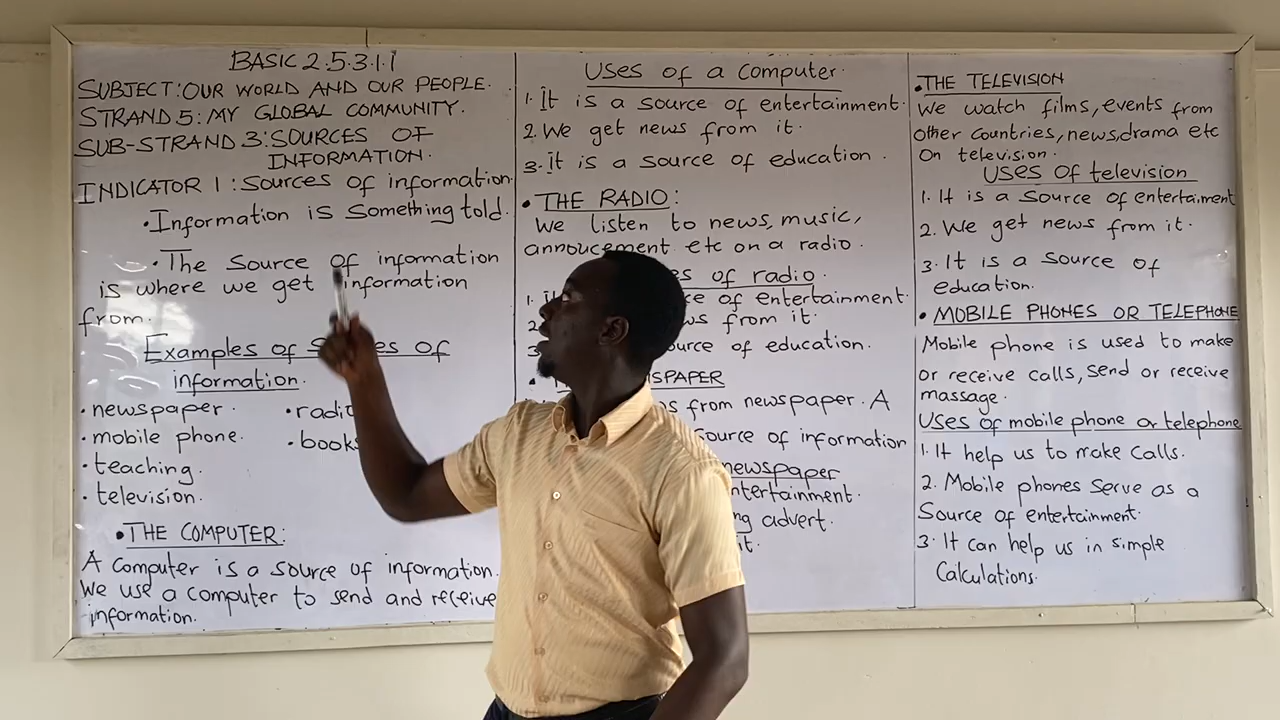 BASIC 2.5.3.1.1
SUBJECT: OUR WORLD AND OUR PEOPLE.
STRAND 5: MY GLOBAL COMMUNITY.
SUB-STRAND 3: SOURCES OF
INFORMATION.
INDICATOR 1: Sources of information.
• Information is something told.
• The source of information
is where we get information
from.
Examples of of
information.
• newspaper.
• mobile phone.
• teaching.
• television.
•
• books
• THE COMPUTER:
A computer is a source of information.
We use a computer to send and receive
information.
Uses of a computer.
1. It is a source of entertainment.
2. We get news from it.
3. It is a source of education.
• THE RADIO:
We listen to news, music,
annoucement etc on a radio.
of radio.
1. of entertainment.
2. from it.
3. of education.
•
from newspaper. A
source of information
newspaper
entertainment.
advert.
it.
• THE TELEVISION
We watch films, events from
other countries, news, drama etc
on television.
Uses of television
1. It is a source of entertaiment
2. We get news from it.
3. It is a source of
education.
• MOBILE PHONES OR TELEPHONE
Mobile phone is used to make
or receive calls, send or receive
massage.
Uses of mobile phone or telephone
1. It help us to make calls.
2. Mobile phones serve as a
source of entertainment.
3. It can help us in simple
calculations.